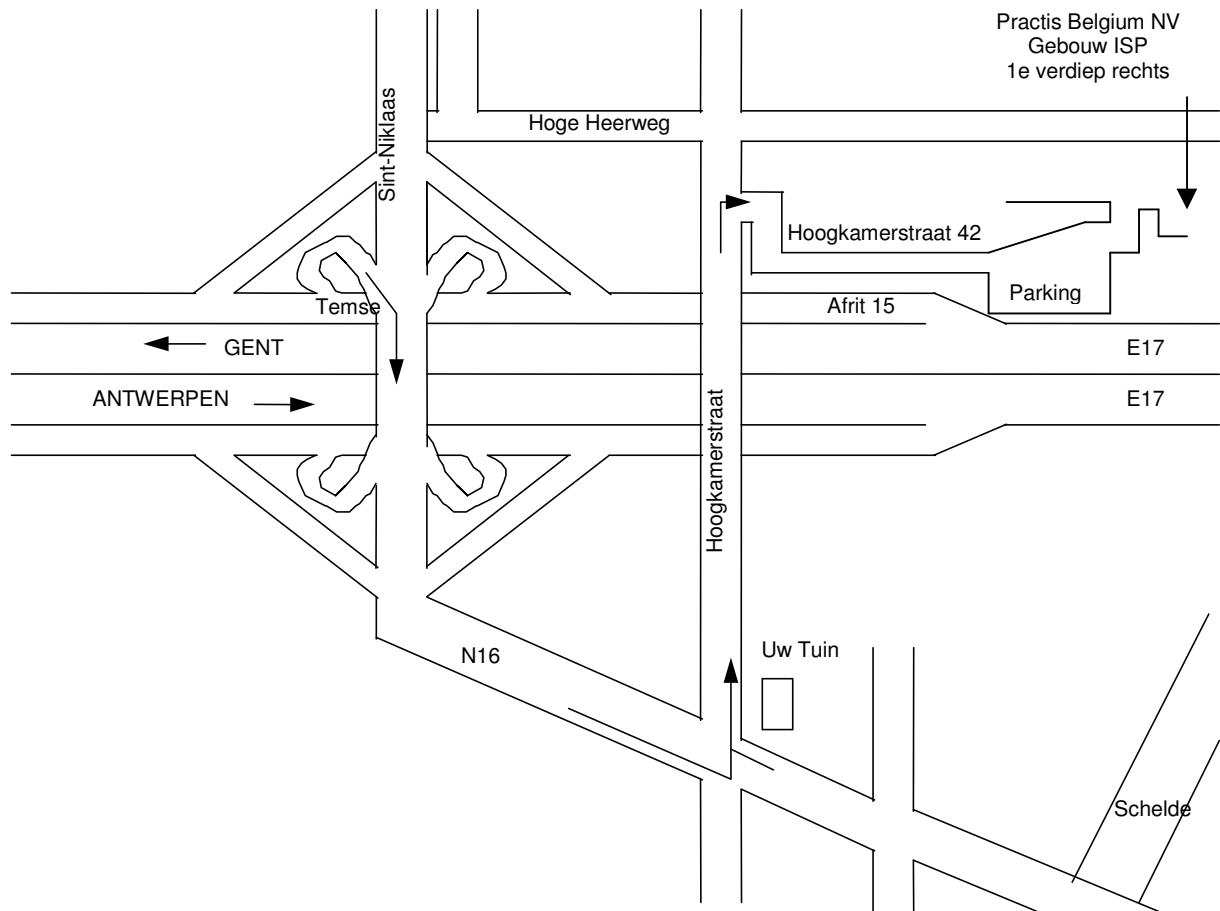 Practis Belgium NV
Gebouw ISP
1e verdiep rechts
Hoge Heerweg
Sint-Niklaas
Hoogkamerstraat 42
Temse
Afrit 15
Parking
GENT
E17
ANTWERPEN
E17
Hoogkamerstraat
Uw Tuin
N16
Schelde